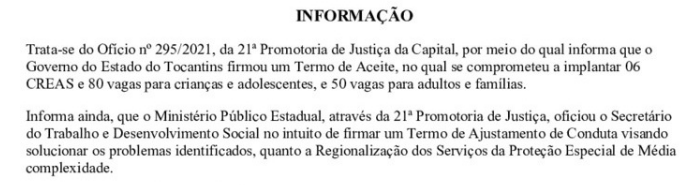 INFORMAÇÃO
Trata-se do Ofício nº 295/2021, da 21ª Promotoria de Justiça da Capital, por meio do qual informa que o
Governo do Estado do Tocantins firmou um Termo de Aceite, no qual se comprometeu a implantar 06
CREAS e 80 vagas para crianças e adolescentes, e 50 vagas para adultos e famílias.
Informa ainda, que o Ministério Público Estadual, através da 21ª Promotoria de Justiça, oficiou o Secretário
do Trabalho e Desenvolvimento Social no intuito de firmar um Termo de Ajustamento de Conduta visando
solucionar os problemas identificados, quanto a Regionalização dos Serviços da Proteção Especial de Média
complexidade.